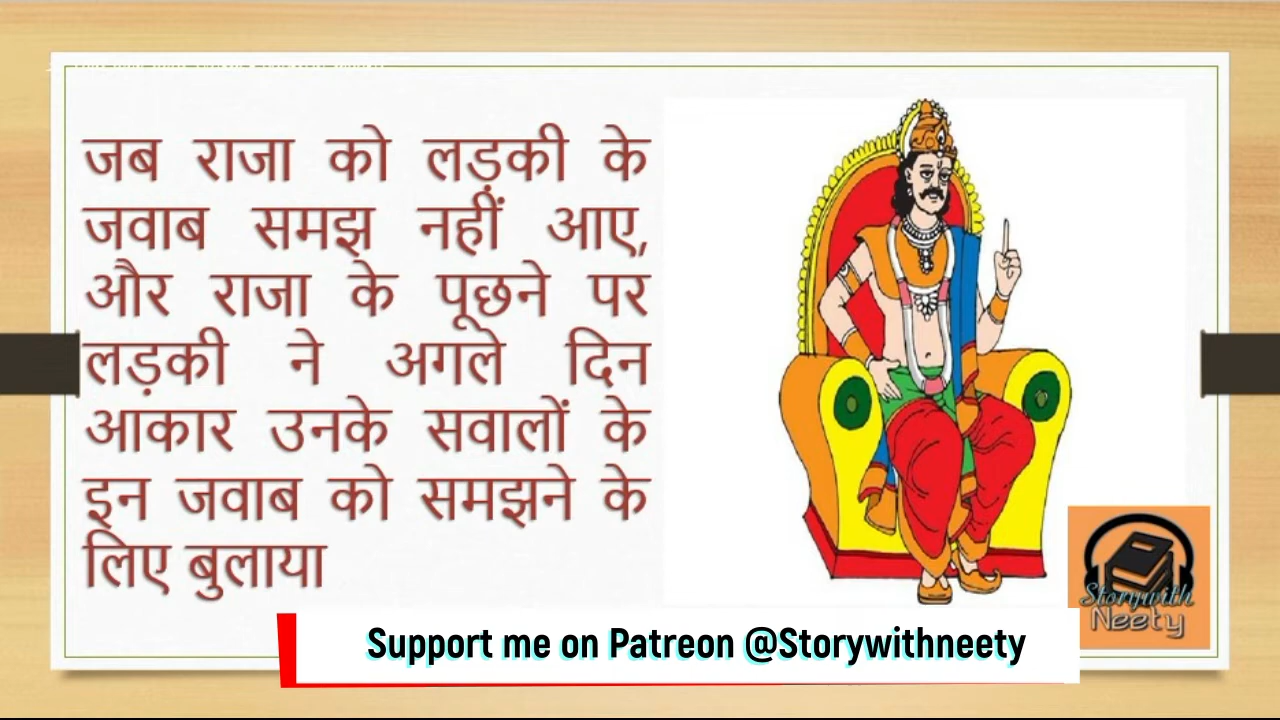 जब राजा को लड़की के
जवाब समझ नहीं आए,
और राजा के पूछने पर
लड़की ने अगले दिन
आकार उनके सवालों के
इन जवाब को समझने के
लिए बुलाया
Storywith
Neety
Support me on Patreon @Storywithneety